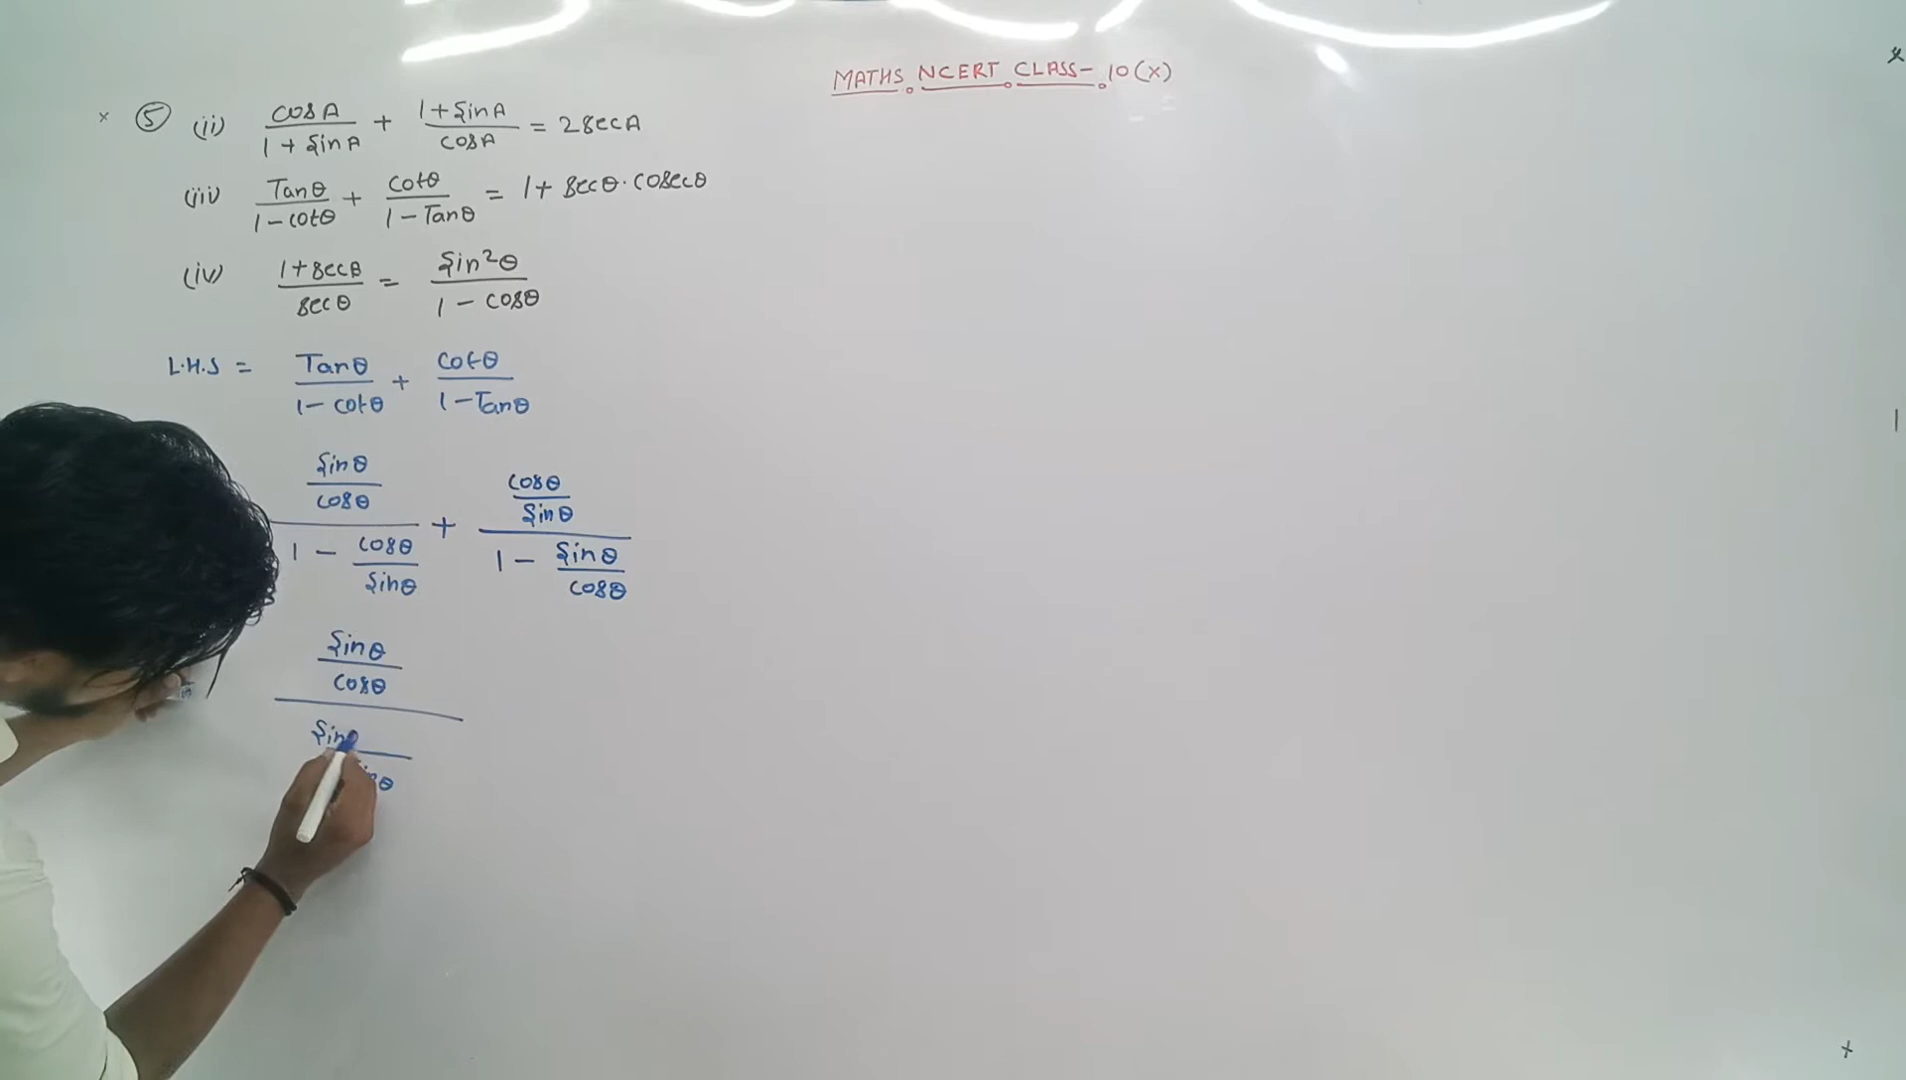 MATHS NCERT CLASS- 10 (X)
× ⑤ (ii) cosA / 1 + SinA + 1 + SinA / cosA = 2secA
(iii) Tanθ / 1 - cotθ + cotθ / 1 - Tanθ = 1 + secθ·cosecθ
(iv) 1 + secθ / secθ = Sin²θ / 1 - cosθ
L.H.S = Tanθ / 1 - cotθ + cotθ / 1 - Tanθ
Sinθ / cosθ / 1 - cosθ / Sinθ + cosθ / Sinθ / 1 - Sinθ / cosθ
Sinθ / cosθ
Sinθ